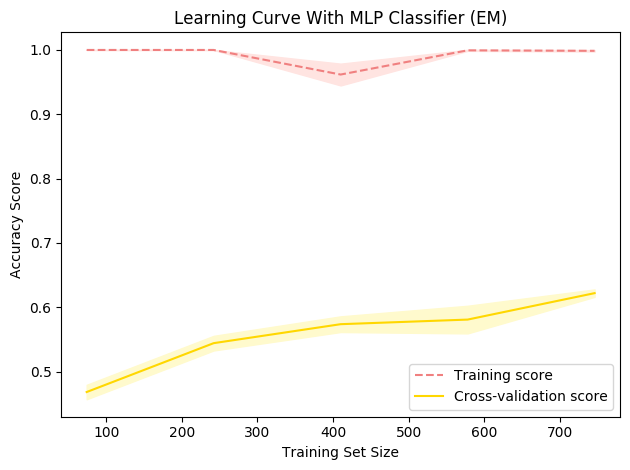 Learning Curve With MLP Classifier (EM)
1.0
0.9
0.8
0.7
0.6
0.5
Accuracy Score
100 200 300 400 500 600 700
Training Set Size
Training score
Cross-validation score